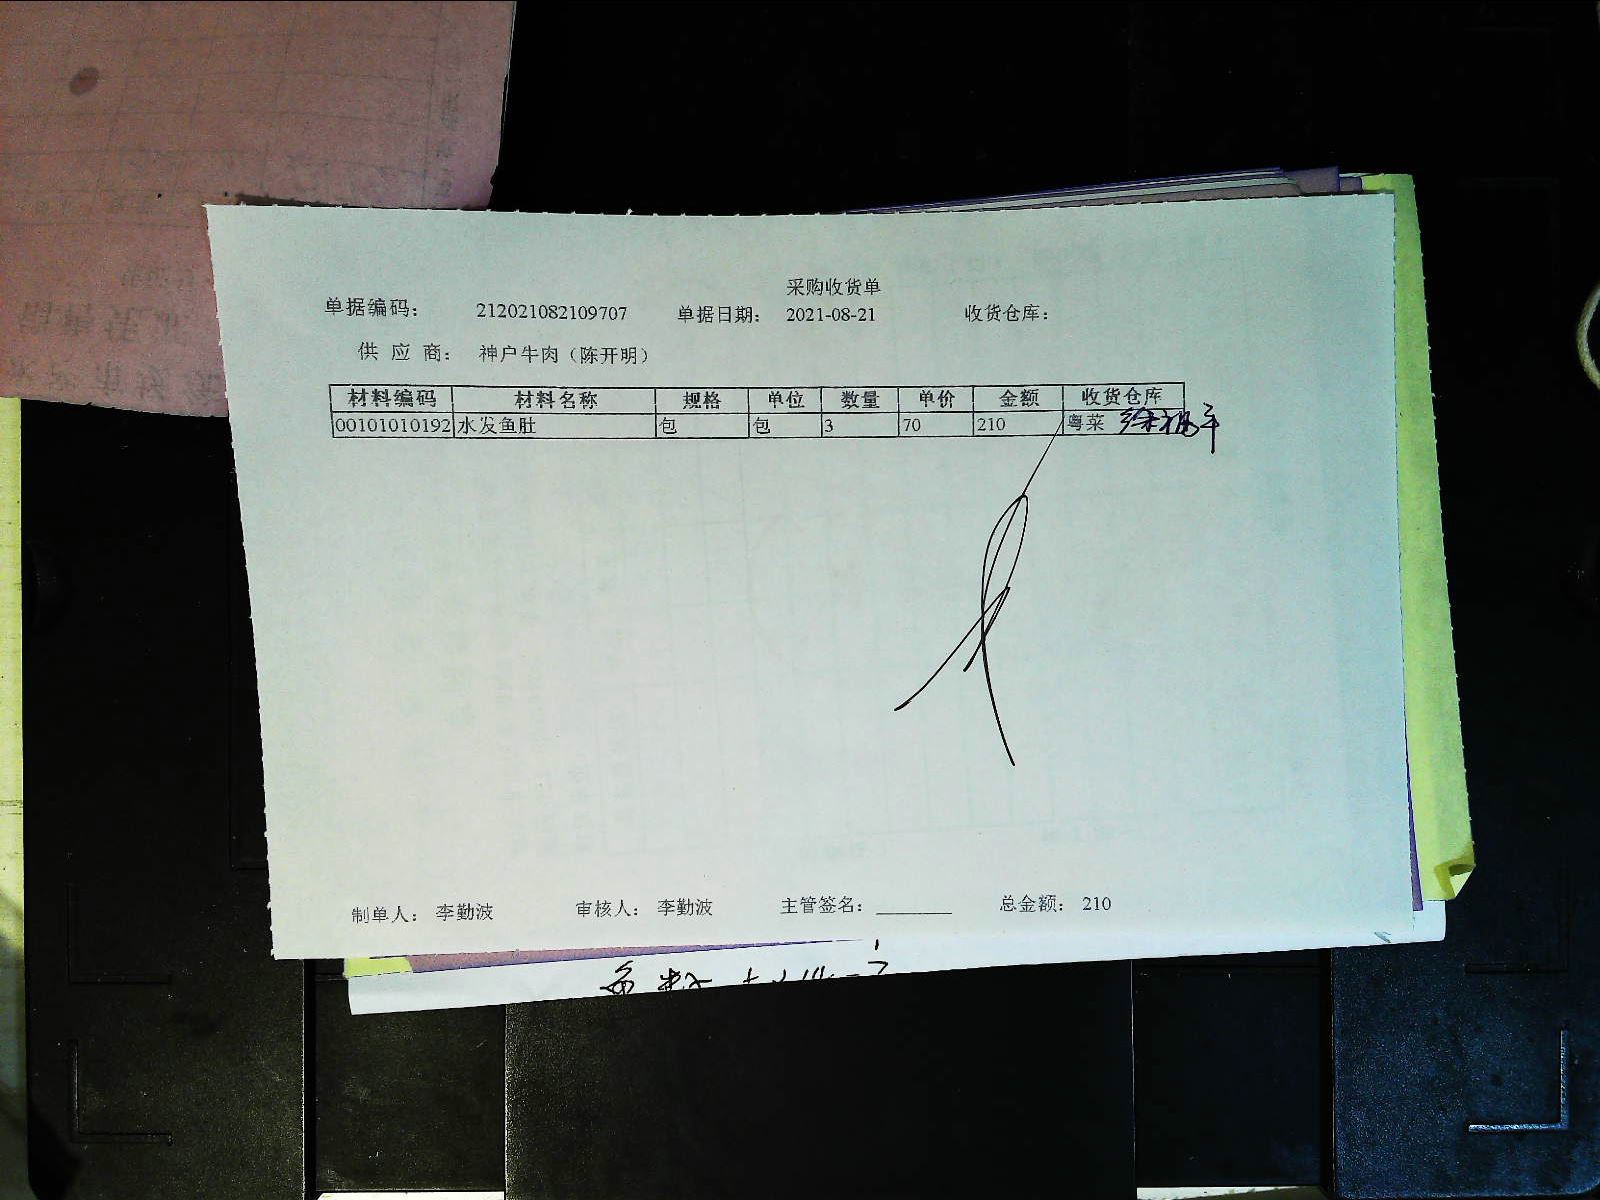 采购收货单
单据编码： 212021082109707 单据日期： 2021-08-21 收货仓库：
供 应 商： 神户牛肉（陈开明）
材料编码 材料名称 规格 单位 数量 单价 金额 收货仓库
00101010192 水发鱼肚 包 包 3 70 210 粤菜
制单人： 李勤波 审核人： 李勤波 主管签名： ________ 总金额： 210